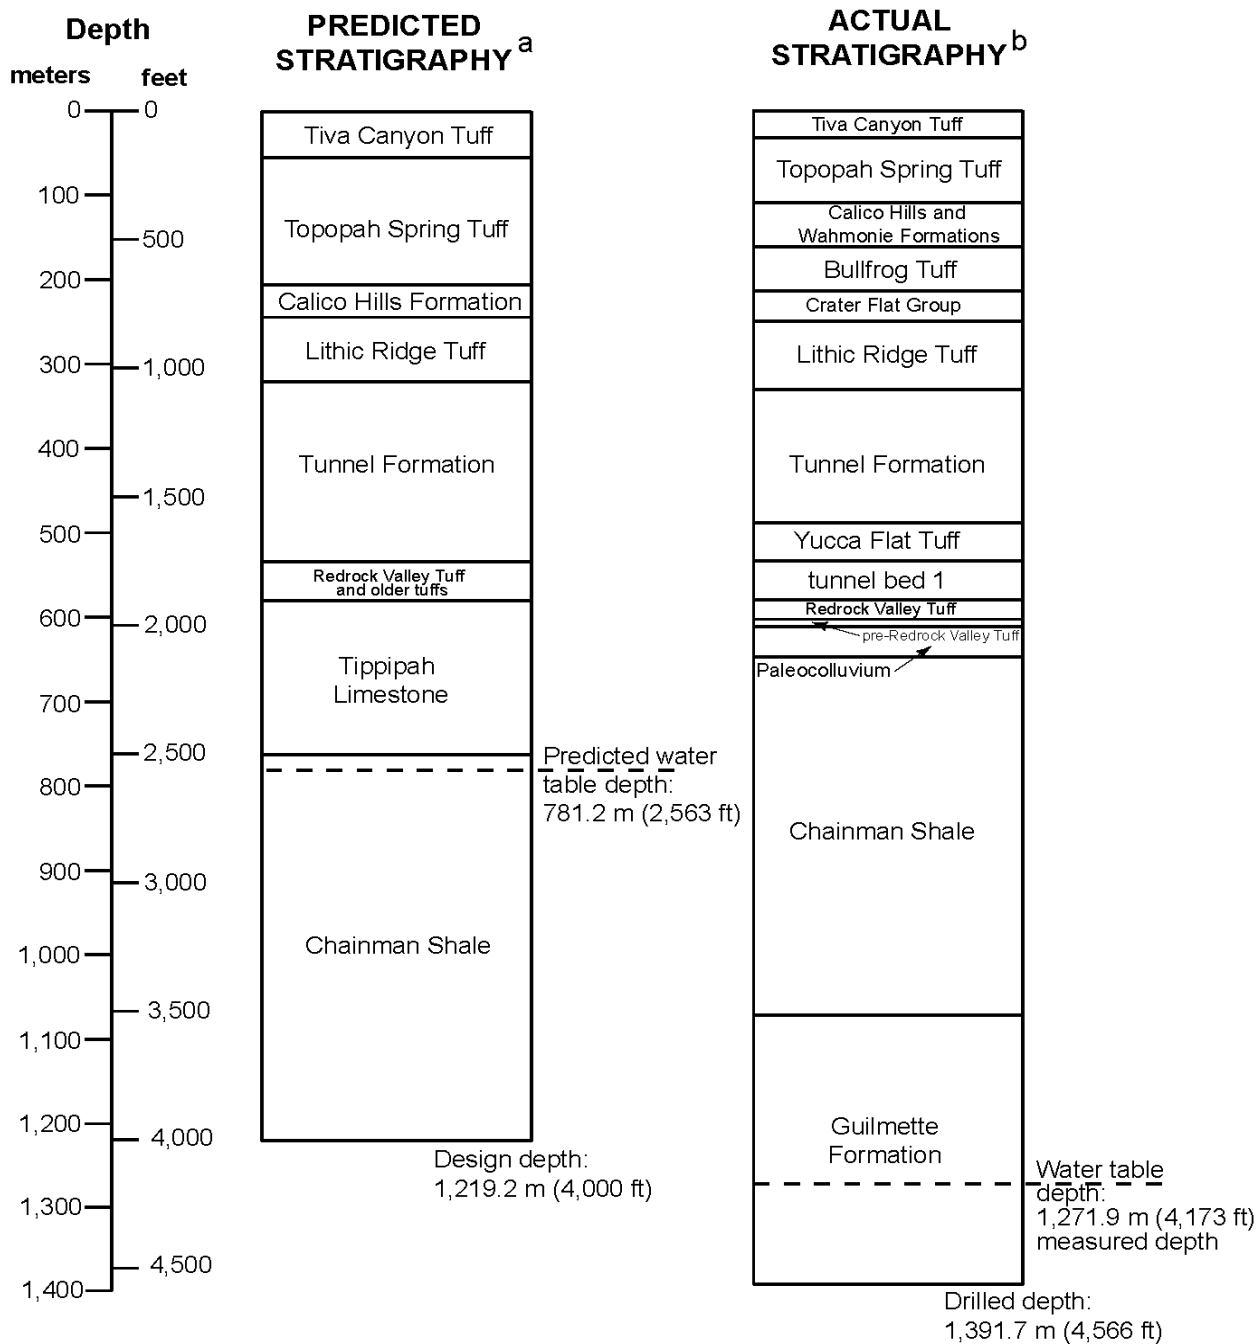 Depth
meters
feet
0
100
200
300
400
500
600
700
800
900
1,000
1,100
1,200
1,300
1,400
0
500
1,000
1,500
2,000
2,500
3,000
3,500
4,000
4,500
PREDICTED
STRATIGRAPHY a
Tiva Canyon Tuff
Topopah Spring Tuff
Calico Hills Formation
Lithic Ridge Tuff
Tunnel Formation
Redrock Valley Tuff
and older tuffs
Tippipah
Limestone
Predicted water
table depth:
781.2 m (2,563 ft)
Chainman Shale
Design depth:
1,219.2 m (4,000 ft)
ACTUAL
STRATIGRAPHY b
Tiva Canyon Tuff
Topopah Spring Tuff
Calico Hills and
Wahmonie Formations
Bullfrog Tuff
Crater Flat Group
Lithic Ridge Tuff
Tunnel Formation
Yucca Flat Tuff
tunnel bed 1
Redrock Valley Tuff
pre-Redrock Valley Tuff
Paleocolluvium
Chainman Shale
Guilmette
Formation
Water table
depth:
1,271.9 m (4,173 ft)
measured depth
Drilled depth:
1,391.7 m (4,566 ft)